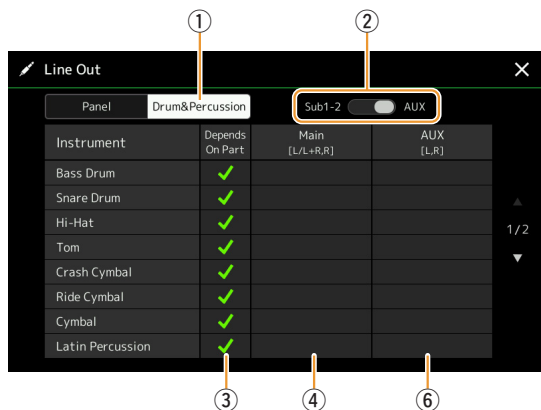 ① ②
Line Out
Panel Drum&Percussion Sub1-2 AUX
Instrument Depends On Part Main [L/L+R,R] AUX [L,R]
Bass Drum
Snare Drum
Hi-Hat
1/2
Tom
Crash Cymbal
Ride Cymbal
Cymbal
Latin Percussion
③ ④ ⑥